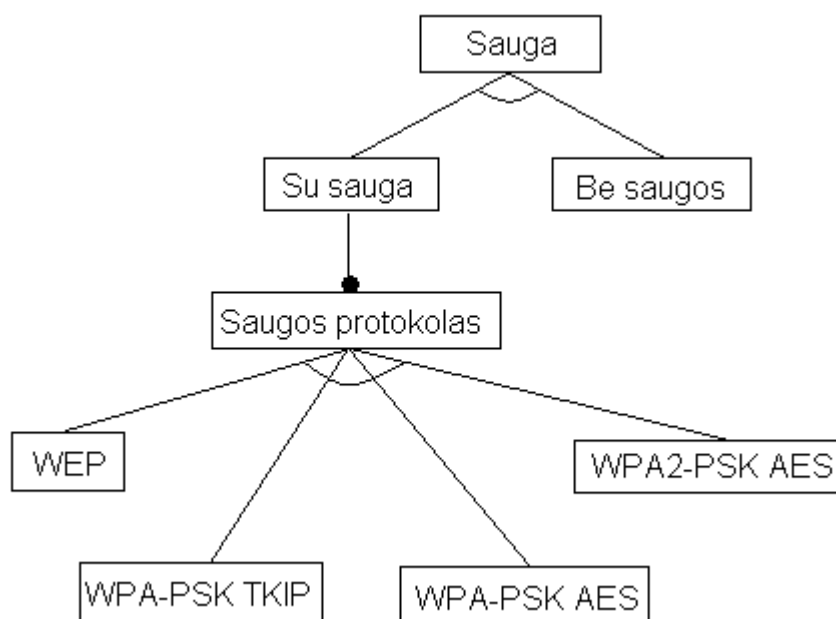 Sauga
Su sauga
Be saugos
Saugos protokolas
WEP
WPA2-PSK AES
WPA-PSK TKIP
WPA-PSK AES